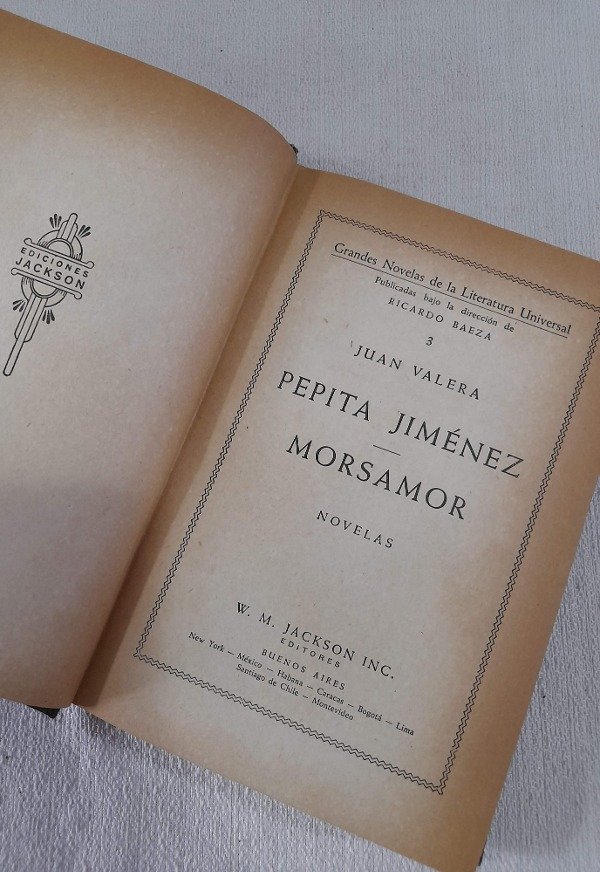 EDICIONES
JACKSON
Grandes Novelas de la Literatura Universal
Publicadas bajo la dirección de
RICARDO BAEZA
3
JUAN VALERA
PEPITA JIMÉNEZ
—
MORSAMOR
NOVELAS
W. M. JACKSON INC.
EDITORES
BUENOS AIRES
New York — México — Habana — Caracas — Bogotá — Lima
Santiago de Chile — Montevideo